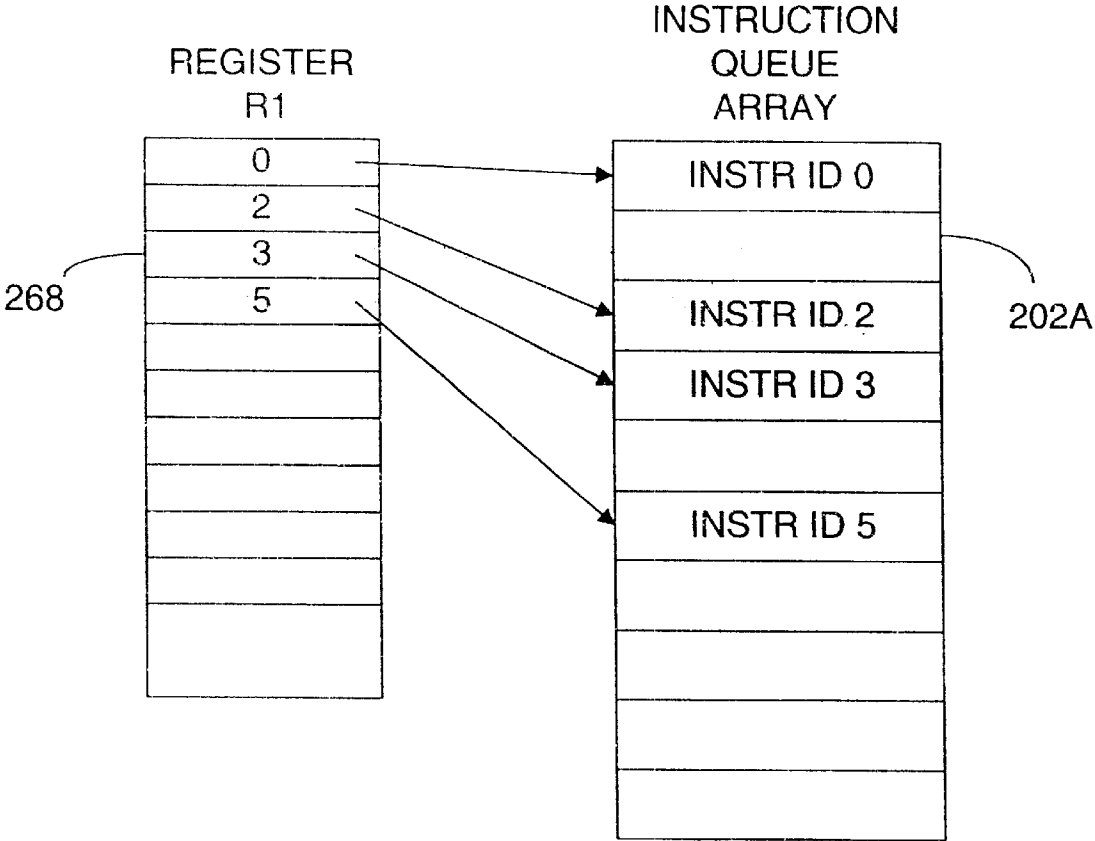 REGISTER
R1
INSTRUCTION
QUEUE
ARRAY
0
2
3
5
268
INSTR ID 0
INSTR ID 2
INSTR ID 3
INSTR ID 5
202A